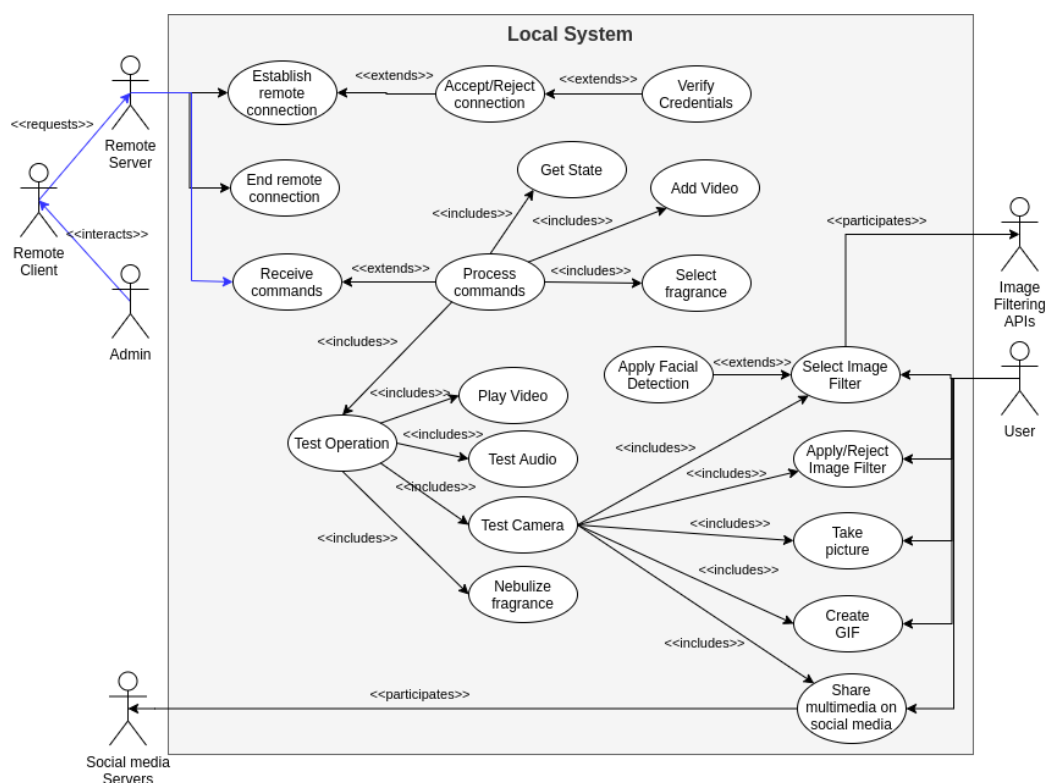 Local System
Establish
remote
connection
<<extends>>
Accept/Reject
connection
<<extends>>
Verify
Credentials
<<requests>>
Remote
Server
End remote
connection
Get State
Add Video
<<includes>>
<<includes>>
<<participates>>
Remote
Client
<<interacts>>
Receive
commands
<<extends>>
Process
commands
<<includes>>
Select
fragrance
Image
Filtering
APIs
Admin
<<includes>>
Apply Facial
Detection
<<extends>>
Select Image
Filter
User
<<includes>>
Play Video
Test Operation
<<includes>>
Test Audio
<<includes>>
Apply/Reject
Image Filter
<<includes>>
<<includes>>
Test Camera
<<includes>>
Take
picture
<<includes>>
Nebulize
fragrance
<<includes>>
Create
GIF
<<includes>>
Share
multimedia on
social media
<<participates>>
Social media
Servers